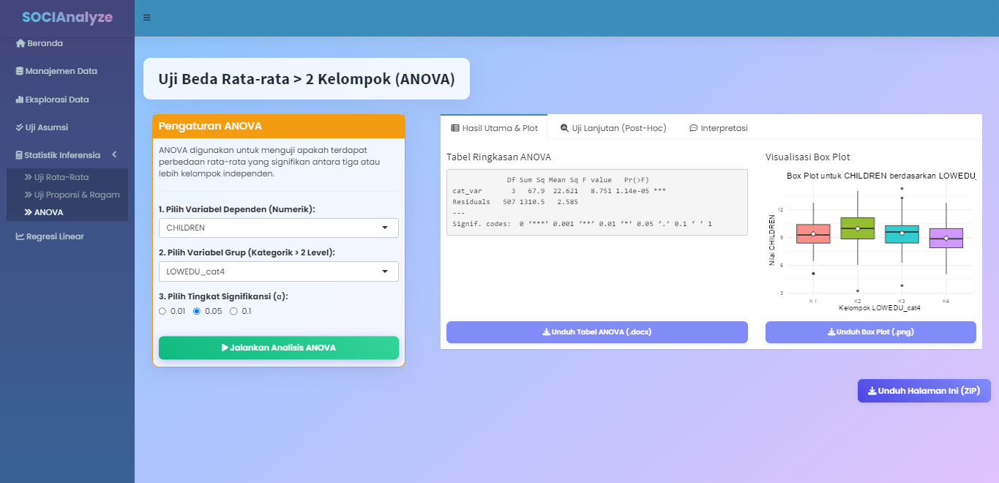 SOCIAnalyze
Beranda
Manajemen Data
Eksplorasi Data
Uji Asumsi
Statistik Inferensia
Uji Rata-Rata
Uji Proporsi & Ragam
ANOVA
Regresi Linear
Uji Beda Rata-rata > 2 Kelompok (ANOVA)
Pengaturan ANOVA
ANOVA digunakan untuk menguji apakah terdapat
perbedaan rata-rata yang signifikan antara tiga atau
lebih kelompok independen.
1. Pilih Variabel Dependen (Numerik):
CHILDREN
2. Pilih Variabel Grup (Kategorik > 2 Level):
LOWEDU_cat4
3. Pilih Tingkat Signifikansi (α):
0.01 0.05 0.1
Jalankan Analisis ANOVA
Hasil Utama & Plot Uji Lanjutan (Post-Hoc) Interpretasi
Tabel Ringkasan ANOVA
Df Sum Sq Mean Sq F value Pr(>F)
cat_var 3 67.9 22.621 8.751 1.14e-05 ***
Residuals 507 1310.5 2.585
---
Signif. codes: 0 ‘***’ 0.001 ‘**’ 0.01 ‘*’ 0.05 ‘.’ 0.1 ‘ ’ 1
Unduh Tabel ANOVA (.docx)
Visualisasi Box Plot
Box Plot untuk CHILDREN berdasarkan LOWEDU_
Nilai CHILDREN
12
9
6
3
K1 K2 K3 K4
Kelompok LOWEDU_cat4
Unduh Box Plot (.png)
Unduh Halaman Ini (ZIP)